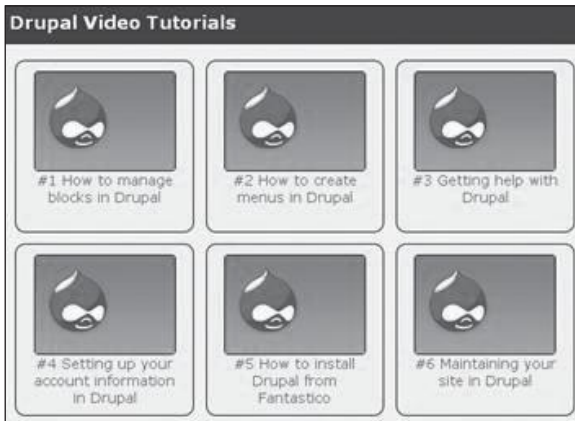 Drupal Video Tutorials
#1 How to manage
blocks in Drupal
#2 How to create
menus in Drupal
#3 Getting help with
Drupal
#4 Setting up your
account information
in Drupal
#5 How to install
Drupal from
Fantastico
#6 Maintaining your
site in Drupal